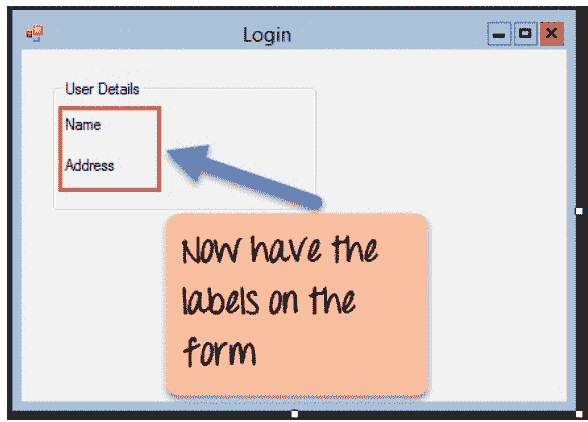 Login
User Details
Name
Address
Now have the
labels on the
form